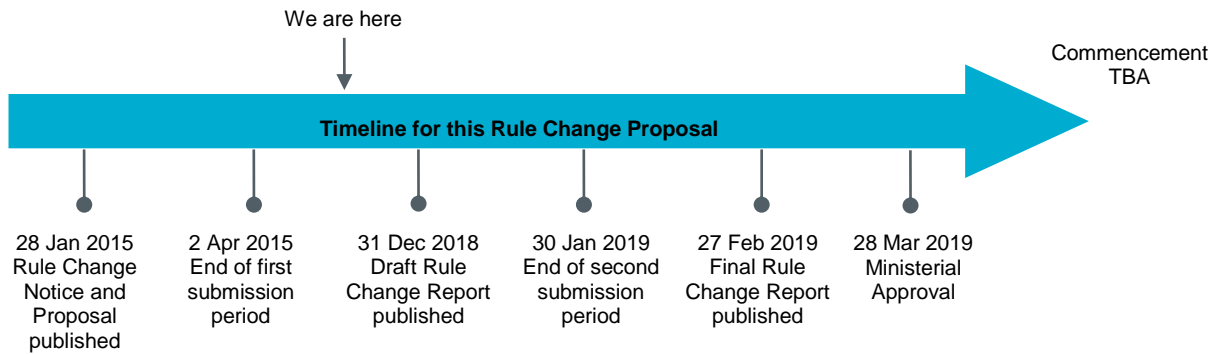 We are here
Commencement
TBA
Timeline for this Rule Change Proposal
28 Jan 2015
Rule Change
Notice and
Proposal
published
2 Apr 2015
End of first
submission
period
31 Dec 2018
Draft Rule
Change Report
published
30 Jan 2019
End of second
submission
period
27 Feb 2019
Final Rule
Change Report
published
28 Mar 2019
Ministerial
Approval